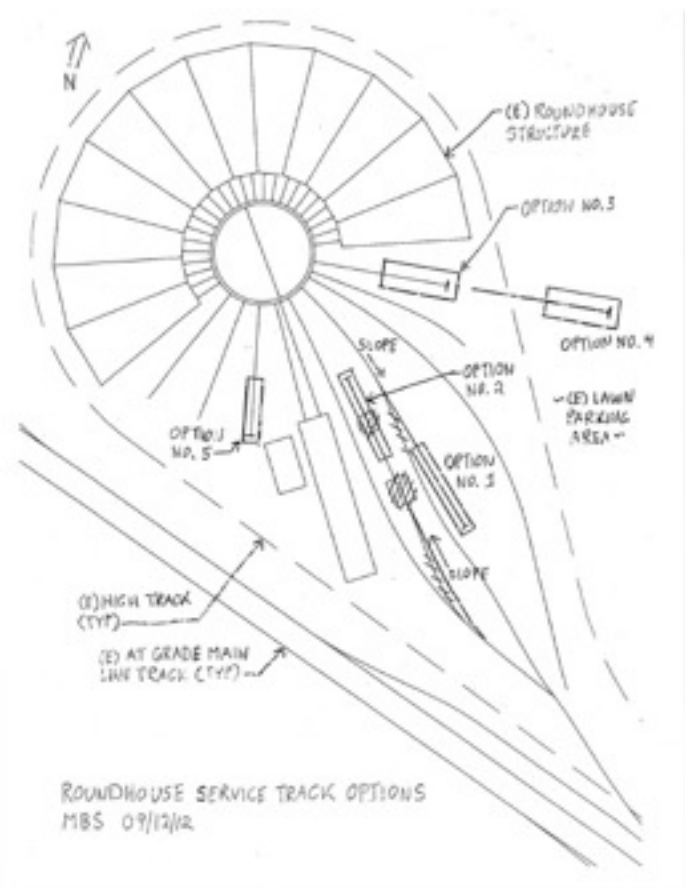 N
(E) ROUNDHOUSE
STRUCTURE
OPTION NO. 3
OPTION NO. 4
SLOPE
OPTION
NO. 2
~(E) LAWN
PARKING
AREA~
OPTION
NO. 5
OPTION
NO. 1
SLOPE
(E) HIGH TRACK
(TYP)
(E) AT GRADE MAIN
LINE TRACK (TYP)
ROUNDHOUSE SERVICE TRACK OPTIONS
MBS 09/12/12